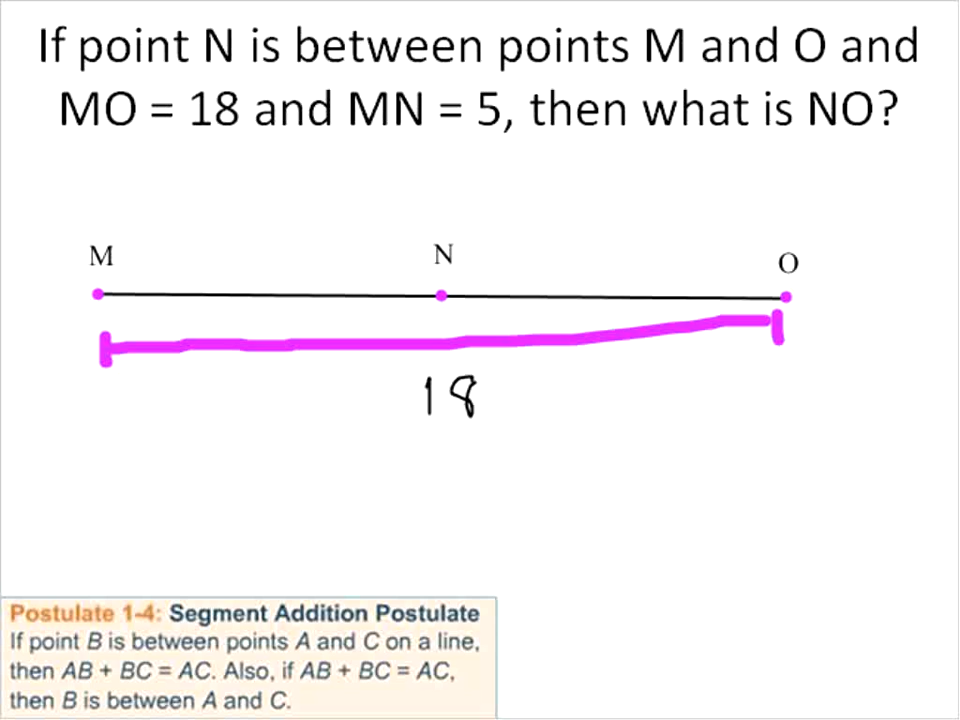 If point N is between points M and O and
MO = 18 and MN = 5, then what is NO?
M N O
18
Postulate 1-4: Segment Addition Postulate
If point B is between points A and C on a line,
then AB + BC = AC. Also, if AB + BC = AC,
then B is between A and C.